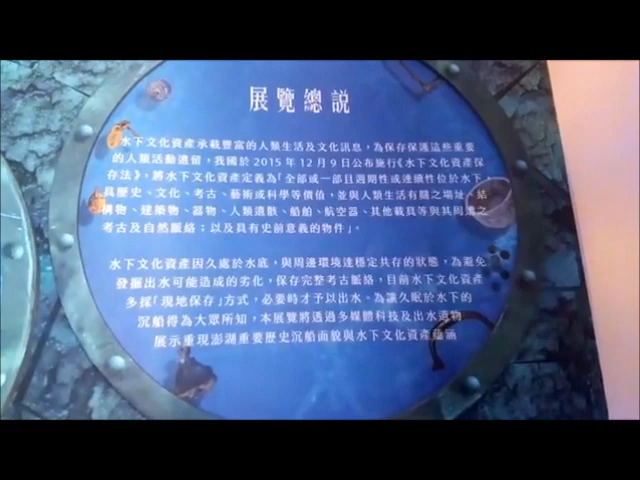 展覽總說
水下文化資產承載豐富的人類生活及文化訊息，為保存保護這些重要
的人類活動遺留，我國於2015年12月9日公布施行《水下文化資產保
存法》，將水下文化資產定義為「全部或一部且週期性或連續性位於水下，
具歷史、文化、考古、藝術或科學等價值，並與人類生活有關之場址、結
構物、建築物、器物、人類遺骸、船舶、航空器、其他載具等與其周遭之
考古及自然脈絡；以及具有史前意義的物件」。
水下文化資產因久處於水底，與周邊環境達穩定共存的狀態，為避免
發掘出水可能造成的劣化，保存完整考古脈絡，目前水下文化資產
多採「現地保存」方式，必要時才予以出水。為讓久眠於水下的
沉船得為大眾所知，本展覽將透過多媒體科技及出水遺物
展示重現澎湖重要歷史沉船面貌與水下文化資產蘊涵